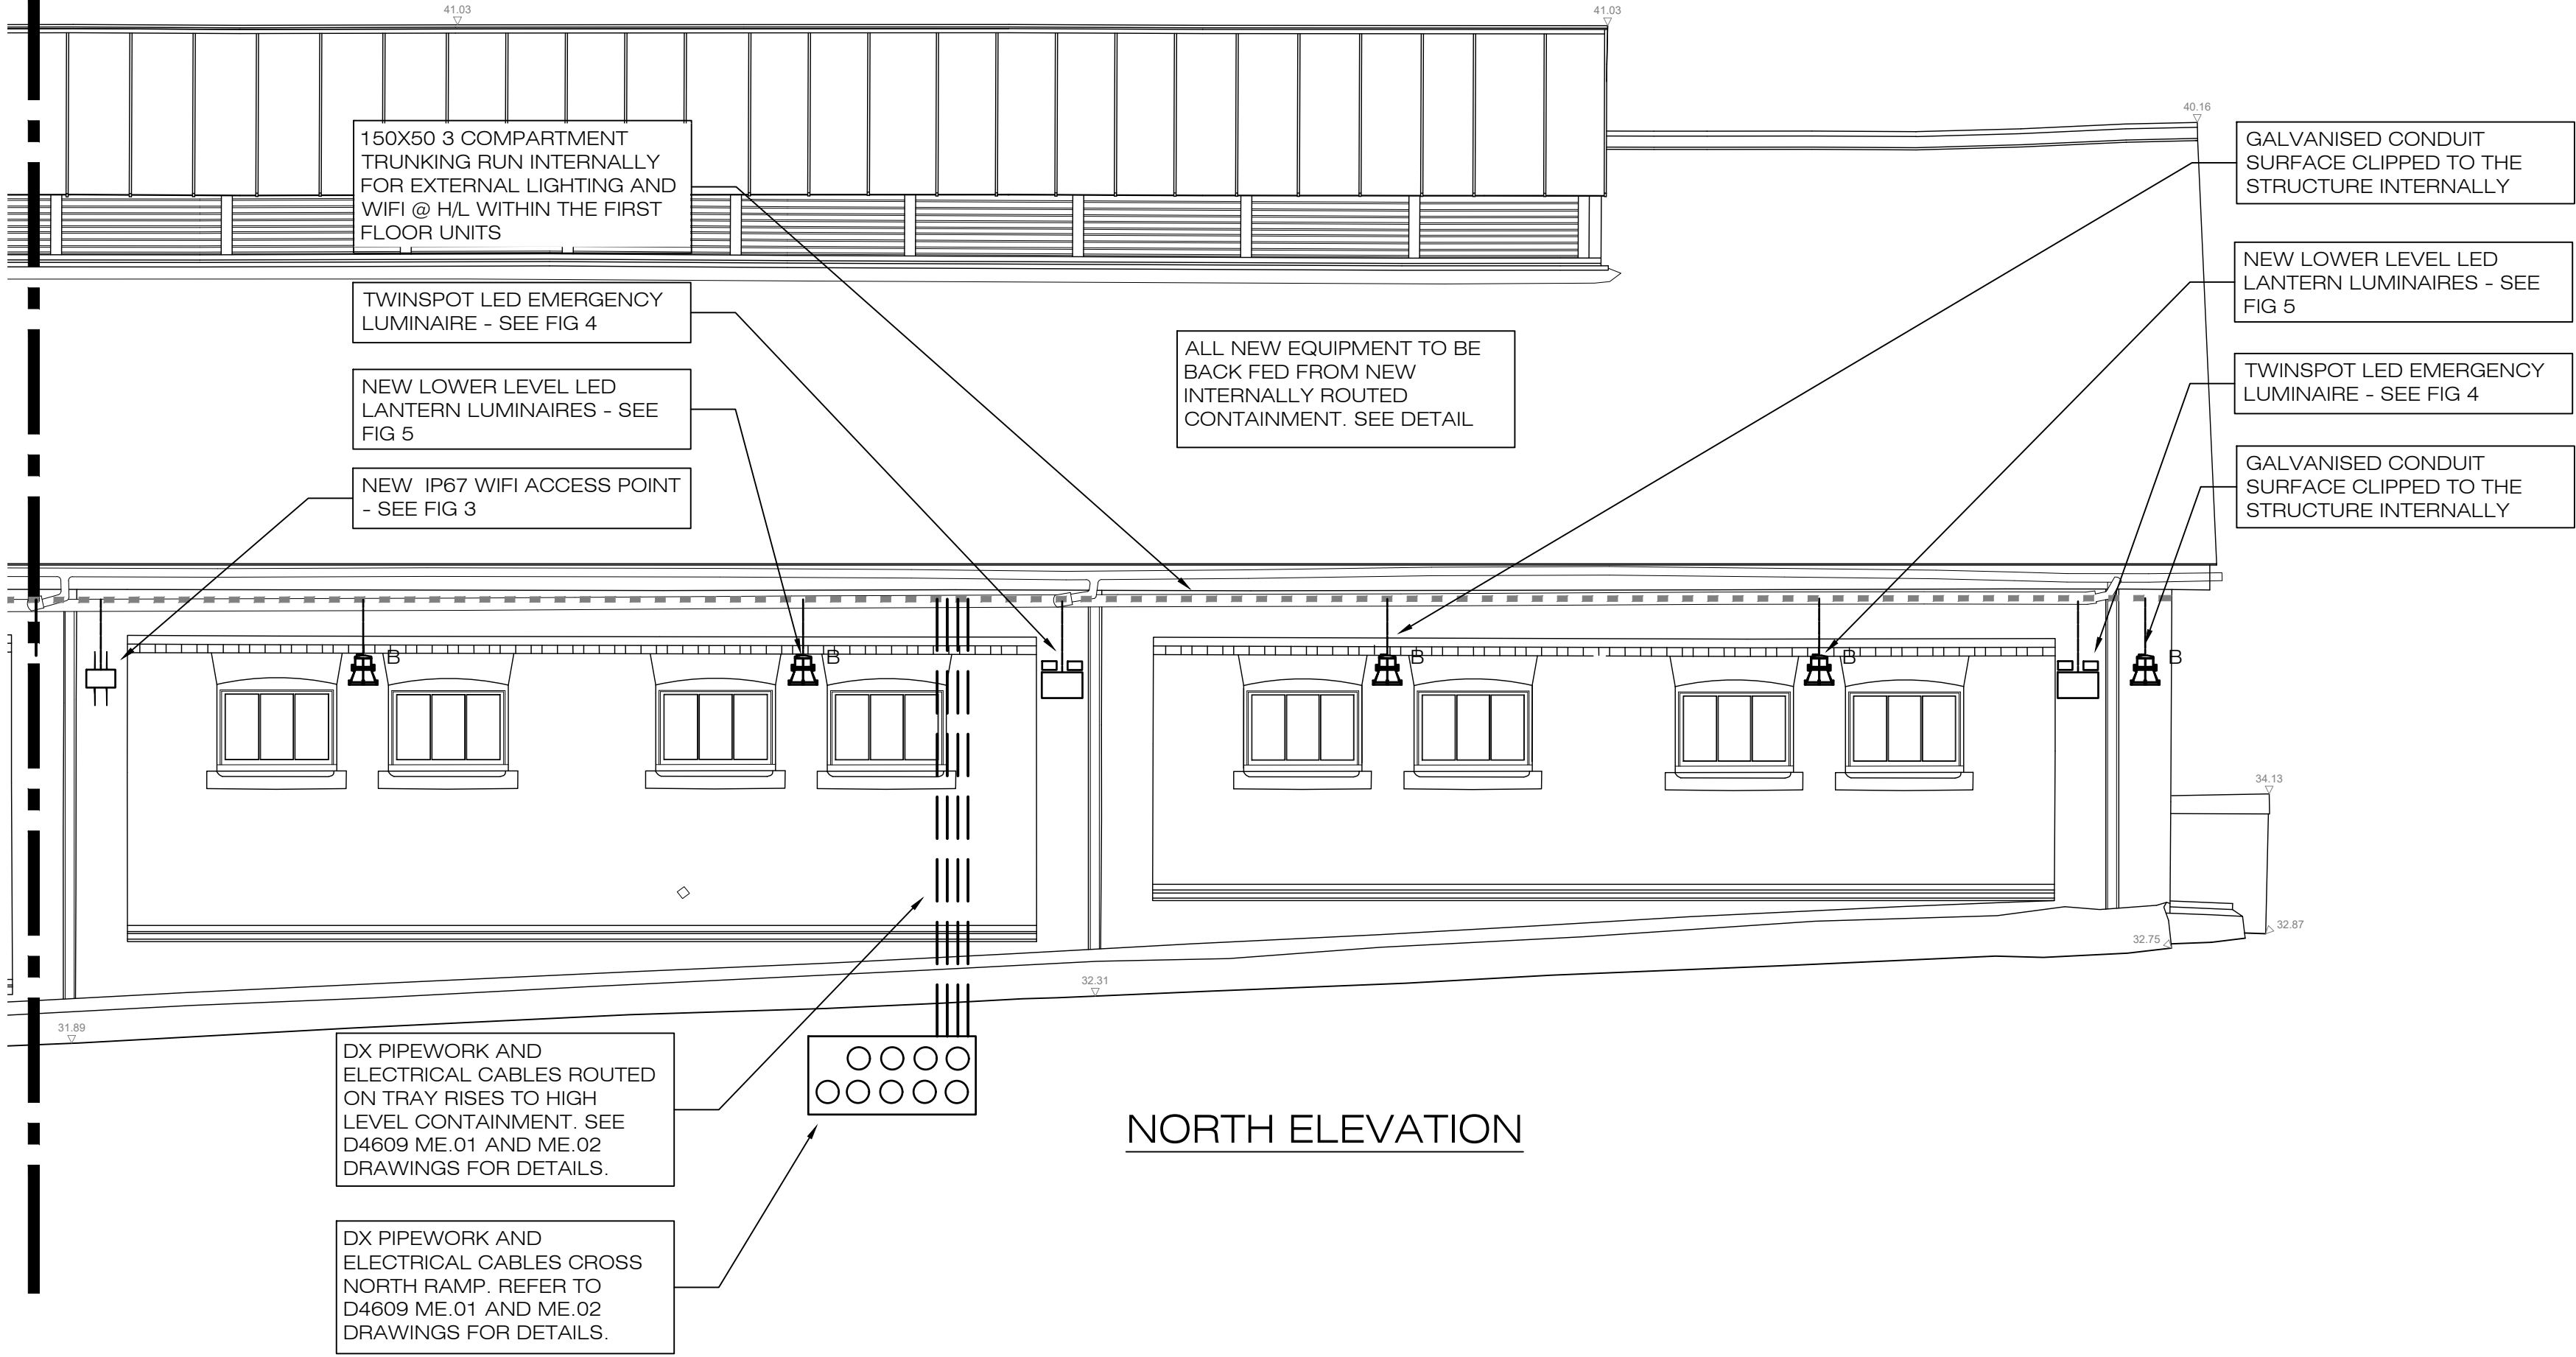 41.03
41.03
40.16
150X50 3 COMPARTMENT
TRUNKING RUN INTERNALLY
FOR EXTERNAL LIGHTING AND
WIFI @ H/L WITHIN THE FIRST
FLOOR UNITS
GALVANISED CONDUIT
SURFACE CLIPPED TO THE
STRUCTURE INTERNALLY
TWINSPOT LED EMERGENCY
LUMINAIRE - SEE FIG 4
NEW LOWER LEVEL LED
LANTERN LUMINAIRES - SEE
FIG 5
ALL NEW EQUIPMENT TO BE
BACK FED FROM NEW
INTERNALLY ROUTED
CONTAINMENT. SEE DETAIL
NEW LOWER LEVEL LED
LANTERN LUMINAIRES - SEE
FIG 5
TWINSPOT LED EMERGENCY
LUMINAIRE - SEE FIG 4
NEW  IP67 WIFI ACCESS POINT
- SEE FIG 3
GALVANISED CONDUIT
SURFACE CLIPPED TO THE
STRUCTURE INTERNALLY
B
B
B
B
B
34.13
32.87
32.75
32.31
31.89
DX PIPEWORK AND
ELECTRICAL CABLES ROUTED
ON TRAY RISES TO HIGH
LEVEL CONTAINMENT. SEE
D4609 ME.01 AND ME.02
DRAWINGS FOR DETAILS.
NORTH ELEVATION
DX PIPEWORK AND
ELECTRICAL CABLES CROSS
NORTH RAMP. REFER TO
D4609 ME.01 AND ME.02
DRAWINGS FOR DETAILS.